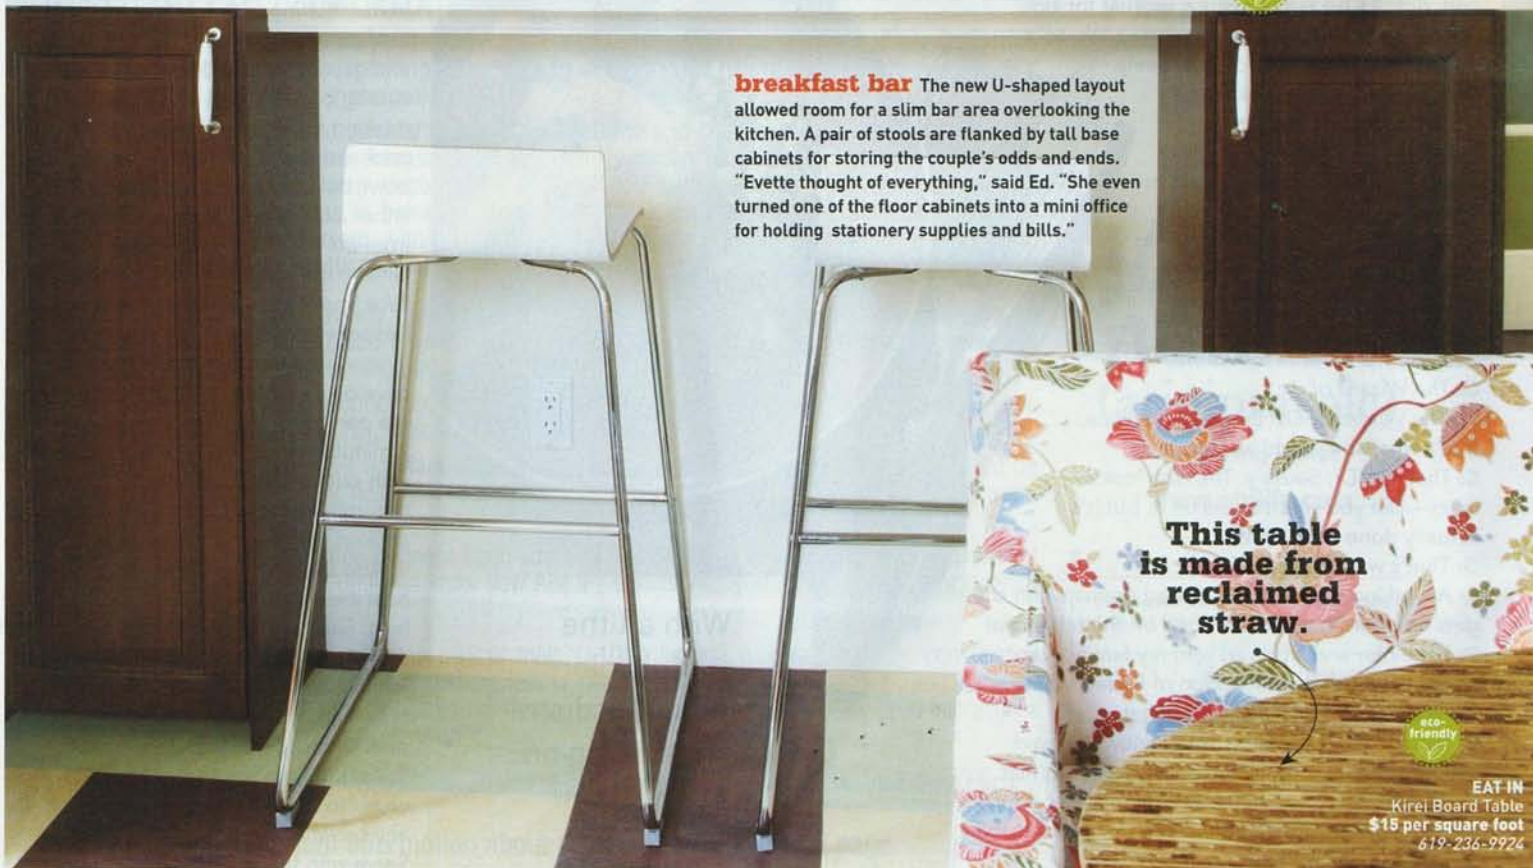 breakfast bar The new U-shaped layout
allowed room for a slim bar area overlooking the
kitchen. A pair of stools are flanked by tall base
cabinets for storing the couple's odds and ends.
"Evette thought of everything," said Ed. "She even
turned one of the floor cabinets into a mini office
for holding stationery supplies and bills."
This table
is made from
reclaimed
straw.
eco-
friendly
EAT IN
Kirei Board Table
$15 per square foot
619-236-9924